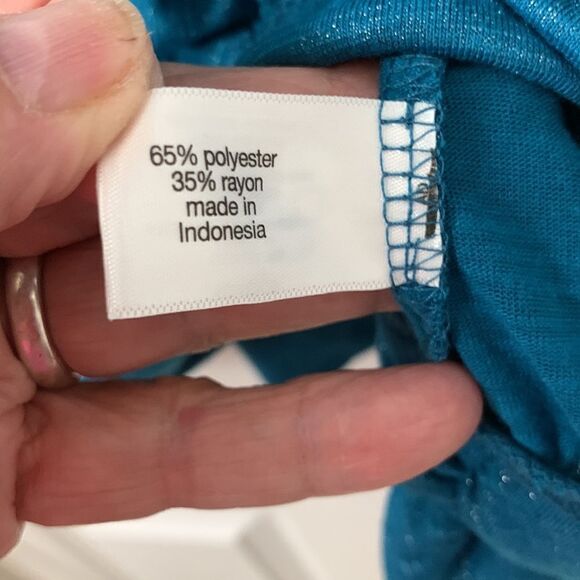 65% polyester
35% rayon
made in
Indonesia